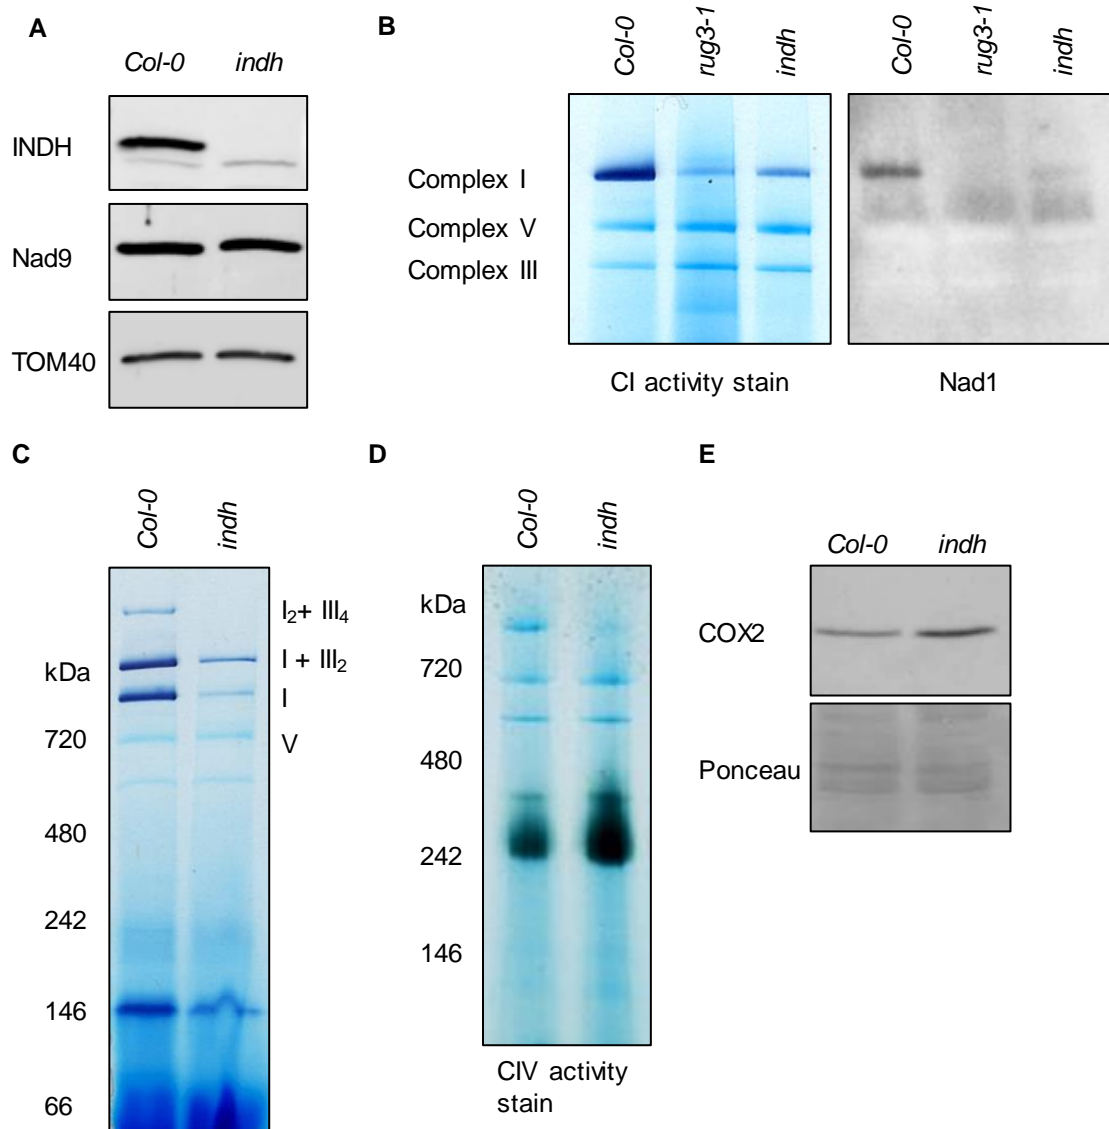 A
Col-0 indh
INDH
Nad9
TOM40
B
Col-0 rug3-1 indh Col-0 rug3-1 indh
Complex I
Complex V
Complex III
CI activity stain Nad1
C
Col-0 indh
kDa
720
480
242
146
66
I₂+ III₄
I + III₂
I
V
D
Col-0 indh
kDa
720
480
242
146
CIV activity
stain
E
Col-0 indh
COX2
Ponceau